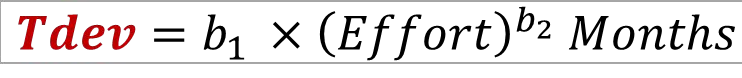 Tdev = b₁ × (Effort)^b₂ Months